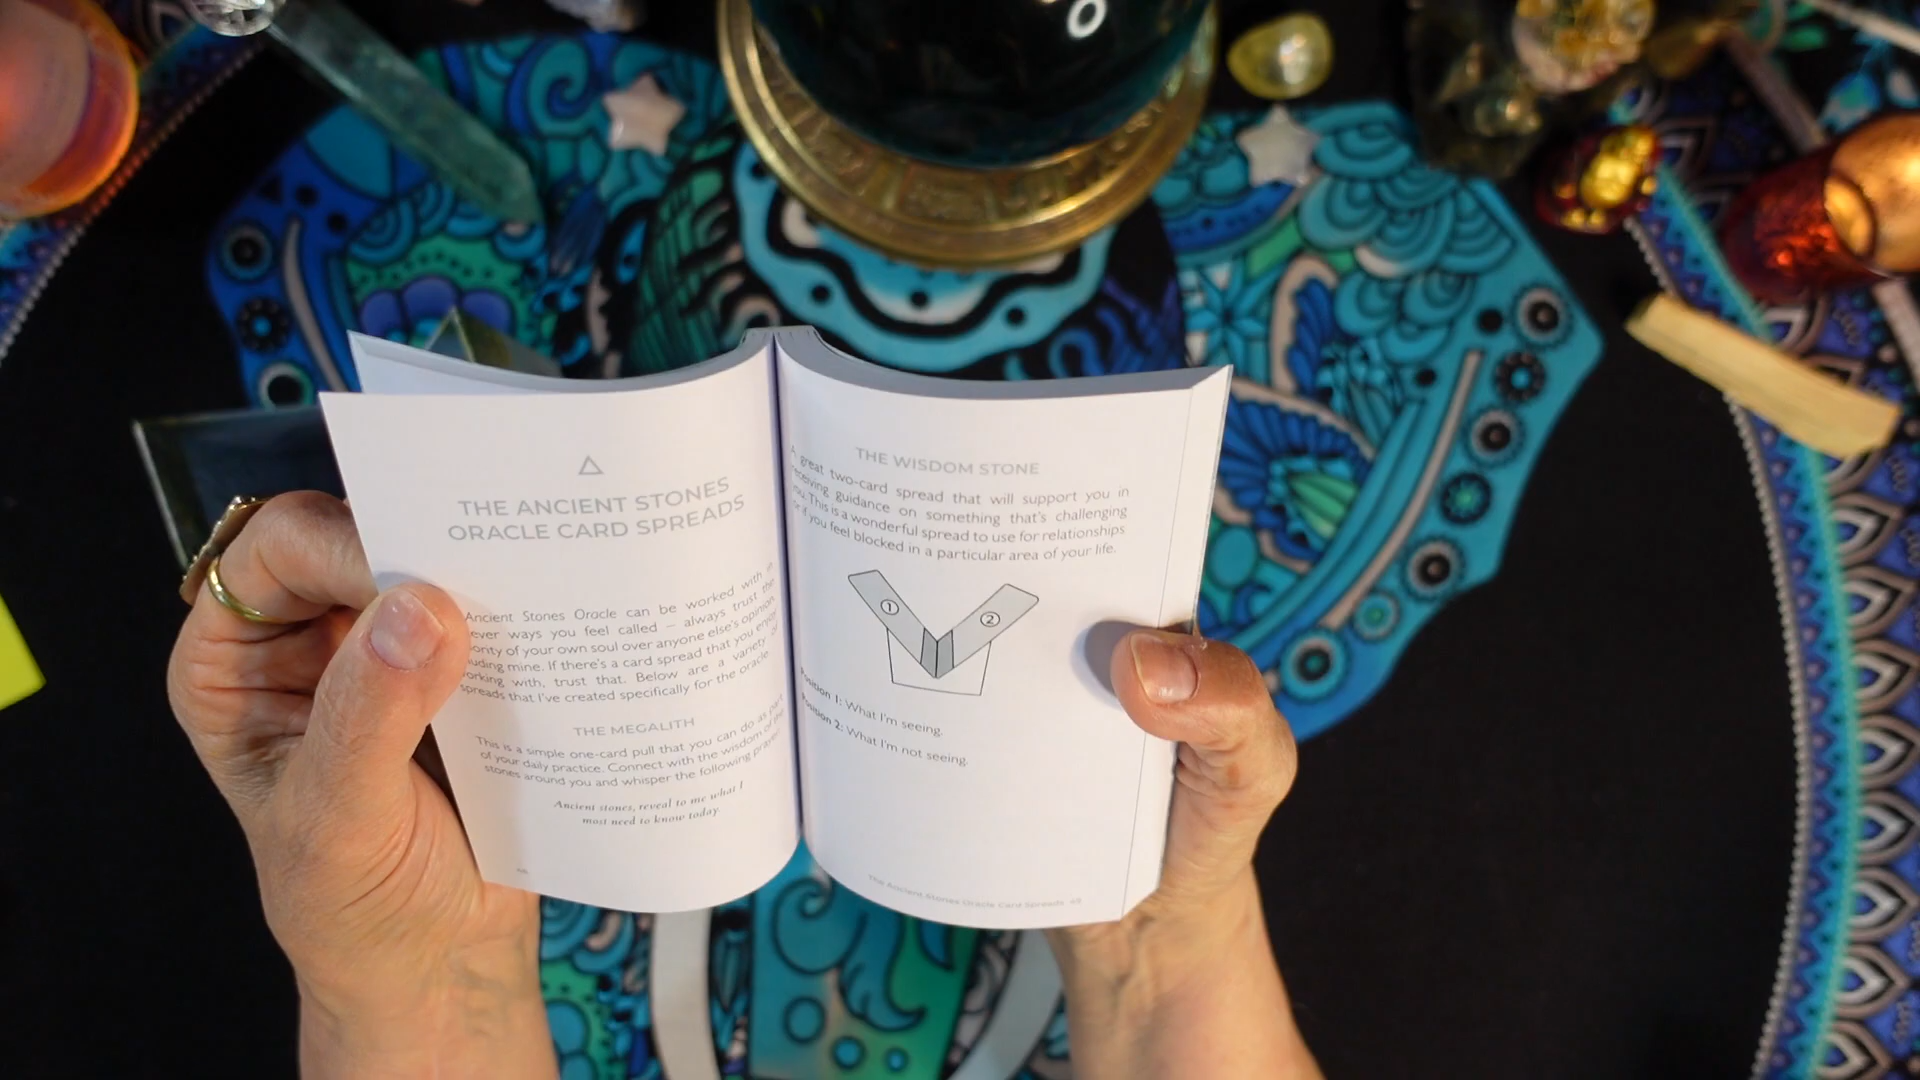 THE ANCIENT STONES
ORACLE CARD SPREADS
Ancient Stones Oracle can be worked with in
ever ways you feel called – always trust the
ority of your own soul over anyone else's opinion,
uding mine. If there's a card spread that you enjoy
orking with, trust that. Below are a variety of
spreads that I've created specifically for the oracle.
THE MEGALITH
This is a simple one-card pull that you can do as part
of your daily practice. Connect with the wisdom of the
stones around you and whisper the following prayer:
Ancient stones, reveal to me what I
most need to know today.
THE WISDOM STONE
A great two-card spread that will support you in
receiving guidance on something that's challenging
you. This is a wonderful spread to use for relationships
or if you feel blocked in a particular area of your life.
1
2
Position 1: What I'm seeing.
Position 2: What I'm not seeing.
The Ancient Stones Oracle Card Spreads